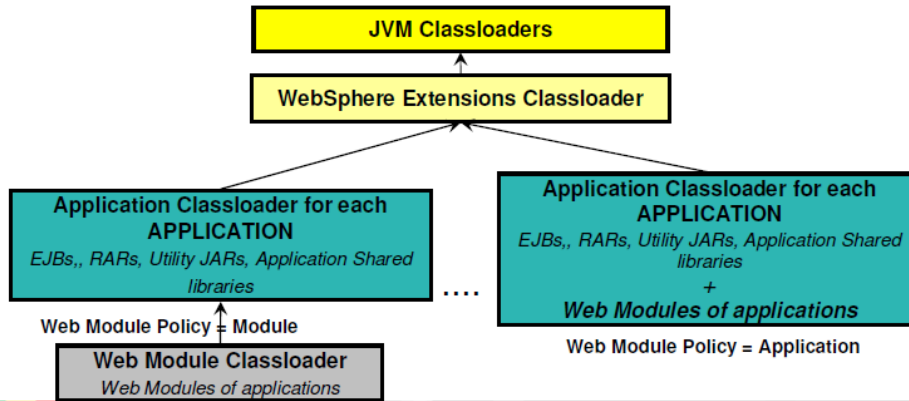 JVM Classloaders
WebSphere Extensions Classloader
Application Classloader for each
APPLICATION
EJBs,, RARs, Utility JARs, Application Shared
libraries
Web Module Policy = Module
Web Module Classloader
Web Modules of applications
....
Application Classloader for each
APPLICATION
EJBs,, RARs, Utility JARs, Application Shared
libraries
+
Web Modules of applications
Web Module Policy = Application